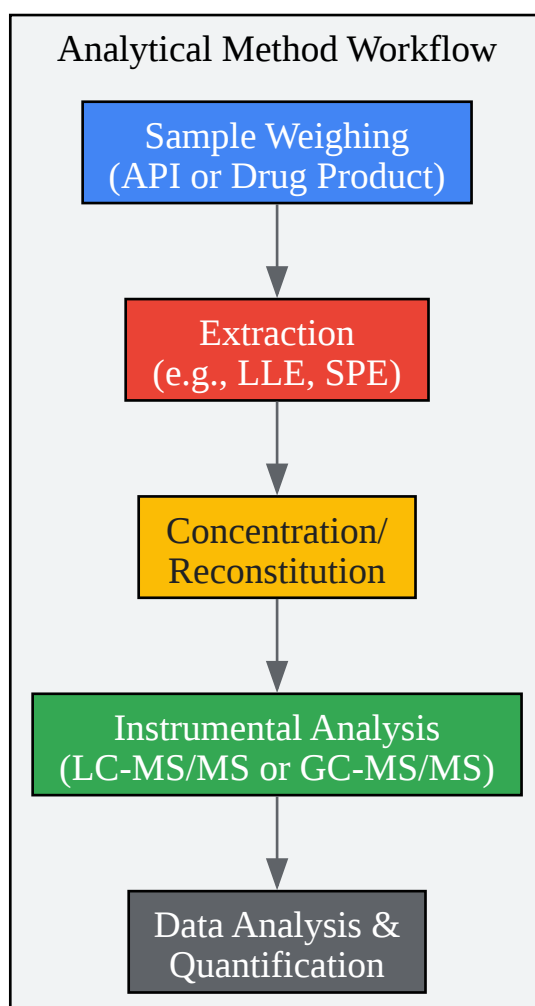 Analytical Method Workflow
Sample Weighing
(API or Drug Product)
Extraction
(e.g., LLE, SPE)
Concentration/
Reconstitution
Instrumental Analysis
(LC-MS/MS or GC-MS/MS)
Data Analysis &
Quantification